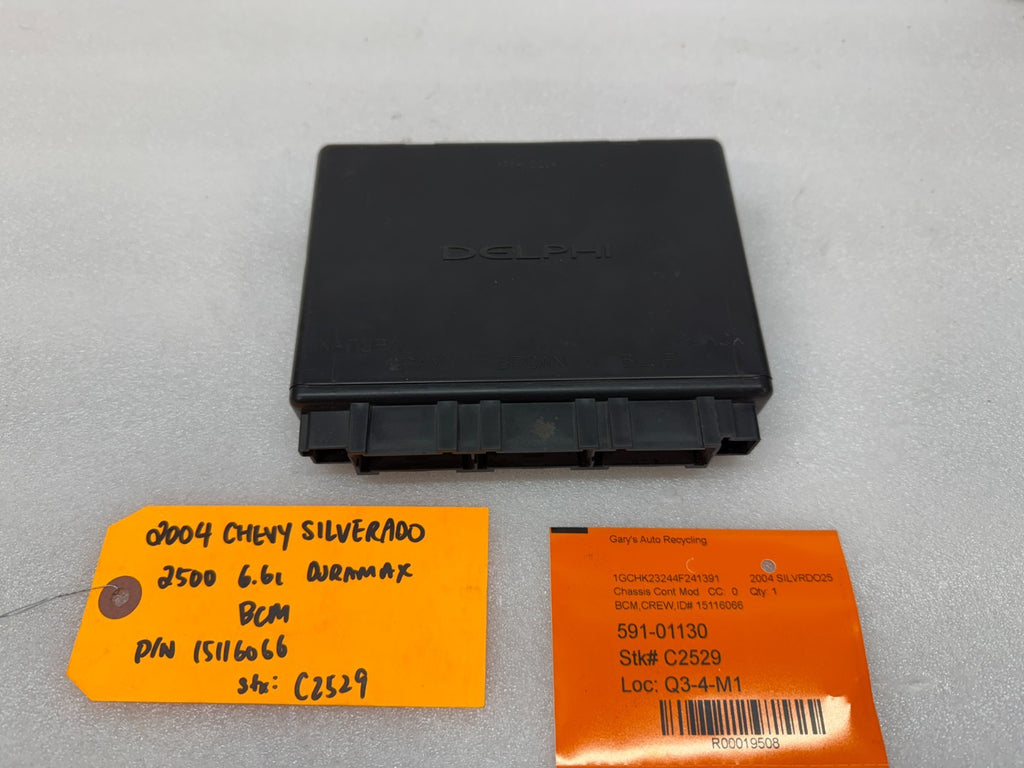 DELPHI
BROWN BLUE
2004 CHEVY SILVERADO
2500 6.6L DURAMAX
BCM
P/N 15116066
Stk: C2529
Gary's Auto Recycling
1GCHK23244F241391 2004 SILVRDO25
Chassis Cont Mod CC: 0 Qty 1
BCM,CREW,ID# 15116066
591-01130
Stk# C2529
Loc: Q3-4-M1
R00019508